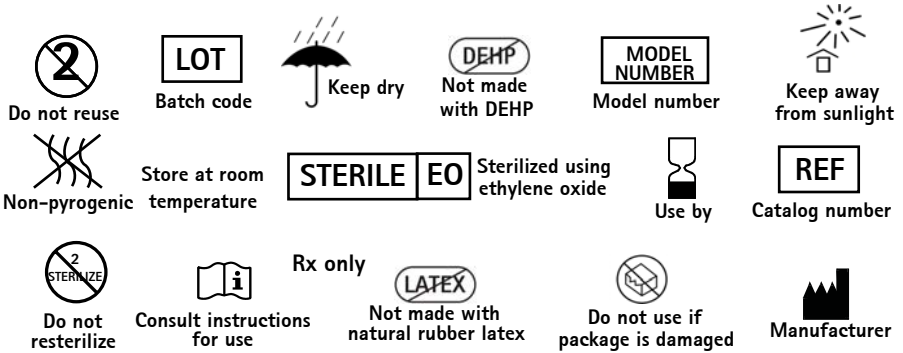 2
Do not reuse
LOT
Batch code
Keep dry
DEHP
Not made
with DEHP
MODEL
NUMBER
Model number
Keep away
from sunlight
Non-pyrogenic
Store at room
temperature
STERILE EO
Sterilized using
ethylene oxide
Use by
REF
Catalog number
2
STERILIZE
Do not
resterilize
i
Consult instructions
for use
Rx only
LATEX
Not made with
natural rubber latex
Do not use if
package is damaged
Manufacturer